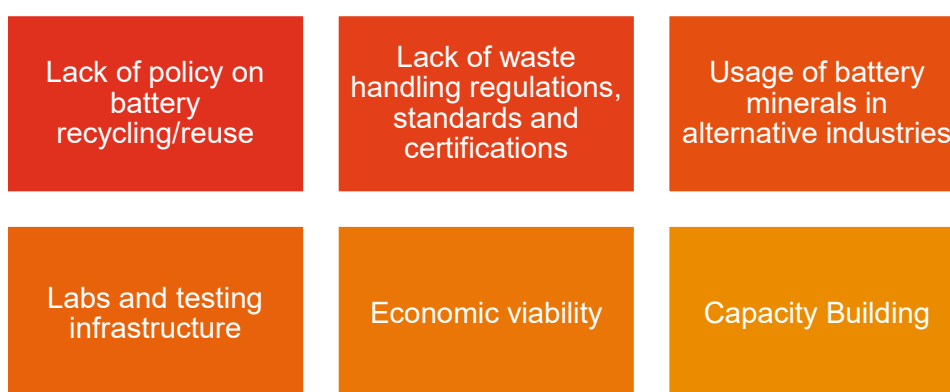 Lack of policy on
battery
recycling/reuse
Lack of waste
handling regulations,
standards and
certifications
Usage of battery
minerals in
alternative industries
Labs and testing
infrastructure
Economic viability
Capacity Building